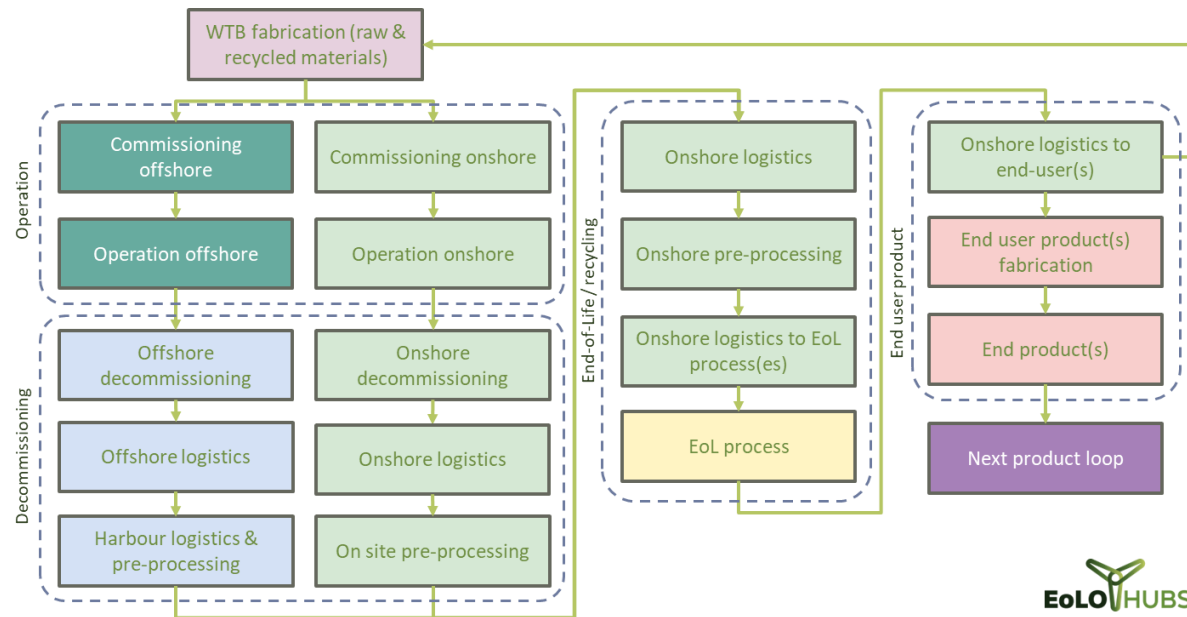 WTB fabrication (raw &
recycled materials)
Operation
Commissioning
offshore
Commissioning onshore
Operation offshore
Operation onshore
Decommissioning
Offshore
decommissioning
Onshore
decommissioning
Offshore logistics
Onshore logistics
Harbour logistics &
pre-processing
On site pre-processing
End-of-Life / recycling
Onshore logistics
Onshore pre-processing
Onshore logistics to EoL
process(es)
EoL process
End user product
Onshore logistics to
end-user(s)
End user product(s)
fabrication
End product(s)
Next product loop
EoLO HUBS